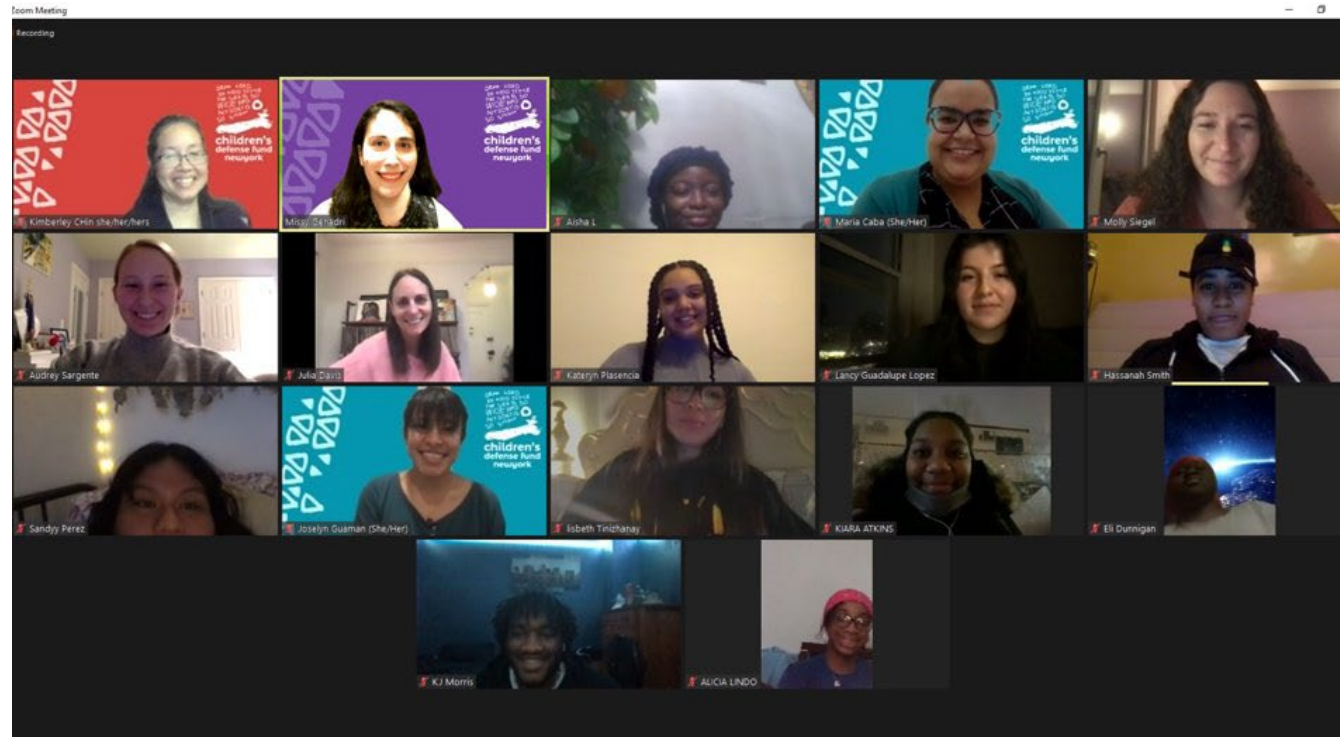 Zoom Meeting
Recording
children's
defense fund
newyork
children's
defense fund
newyork
children's
defense fund
newyork
Kimberley CHin she/her/hers
Missy Genadri
Aisha L
Maria Caba (She/Her)
Molly Siegel
Audrey Sargente
Julia Davis
Kateryn Plasencia
Lancy Guadalupe Lopez
Hassanah Smith
children's
defense fund
newyork
Sandyy Perez
Joselyn Guaman (She/Her)
lisbeth Tinizhanay
KIARA ATKINS
Eli Dunnigan
KJ Morris
ALICIA LINDO